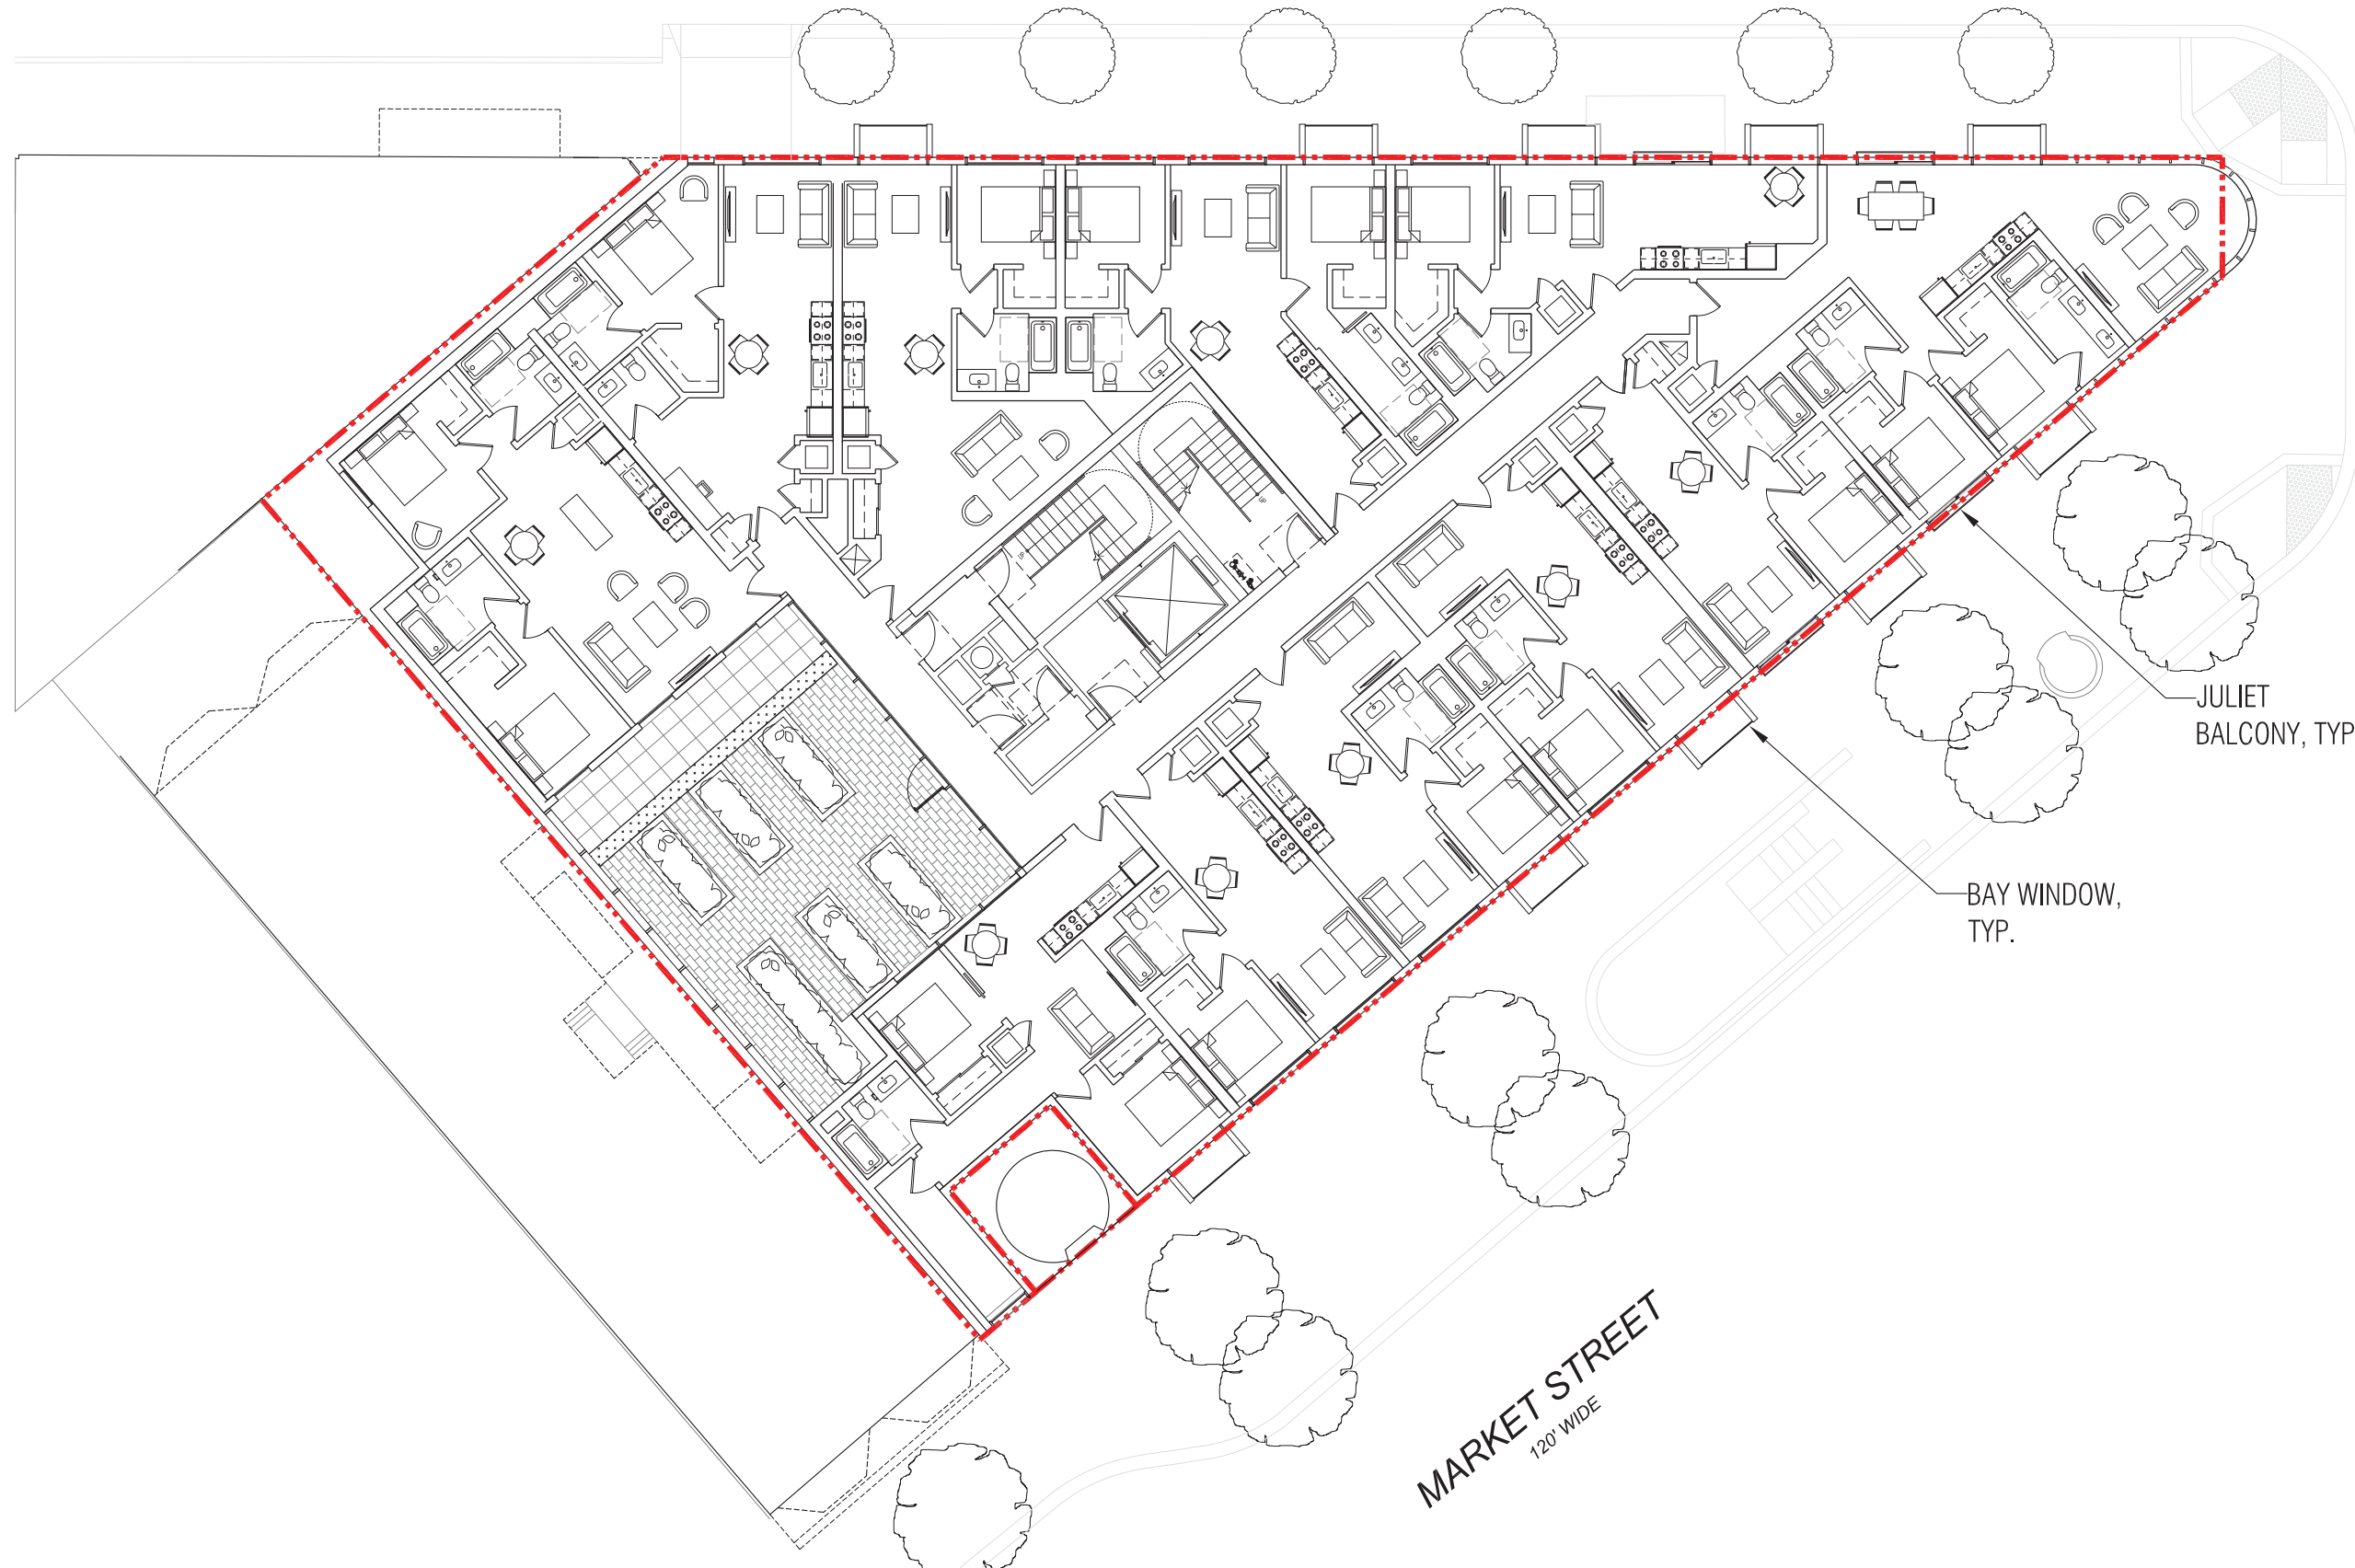 JULIET
BALCONY, TYP
BAY WINDOW,
TYP.
MARKET STREET
120' WIDE